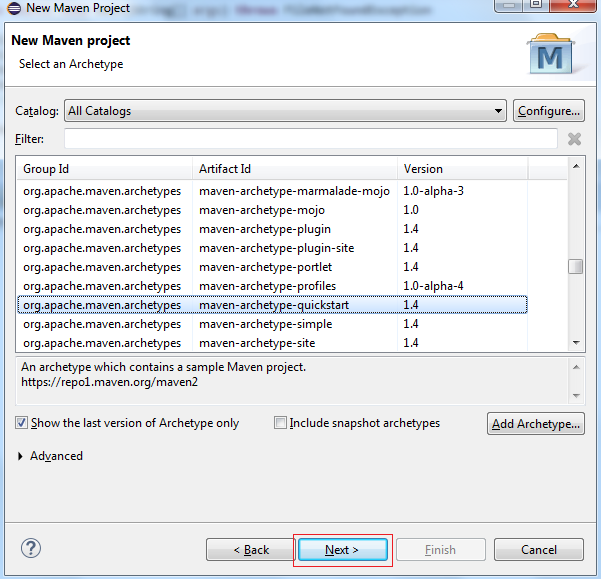 New Maven Project
New Maven project
Select an Archetype
M
Catalog: All Catalogs Configure...
Filter:
Group Id Artifact Id Version
org.apache.maven.archetypes maven-archetype-marmalade-mojo 1.0-alpha-3
org.apache.maven.archetypes maven-archetype-mojo 1.0
org.apache.maven.archetypes maven-archetype-plugin 1.4
org.apache.maven.archetypes maven-archetype-plugin-site 1.4
org.apache.maven.archetypes maven-archetype-portlet 1.4
org.apache.maven.archetypes maven-archetype-profiles 1.0-alpha-4
org.apache.maven.archetypes maven-archetype-quickstart 1.4
org.apache.maven.archetypes maven-archetype-simple 1.4
org.apache.maven.archetypes maven-archetype-site 1.4
An archetype which contains a sample Maven project.
https://repo1.maven.org/maven2
Show the last version of Archetype only Include snapshot archetypes Add Archetype...
Advanced
? < Back Next > Finish Cancel